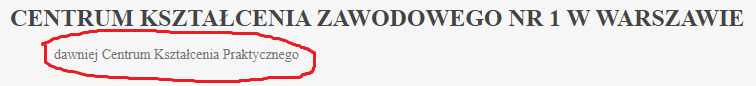 CENTRUM KSZTAŁCENIA ZAWODOWEGO NR 1 W WARSZAWIE
dawniej Centrum Kształcenia Praktycznego